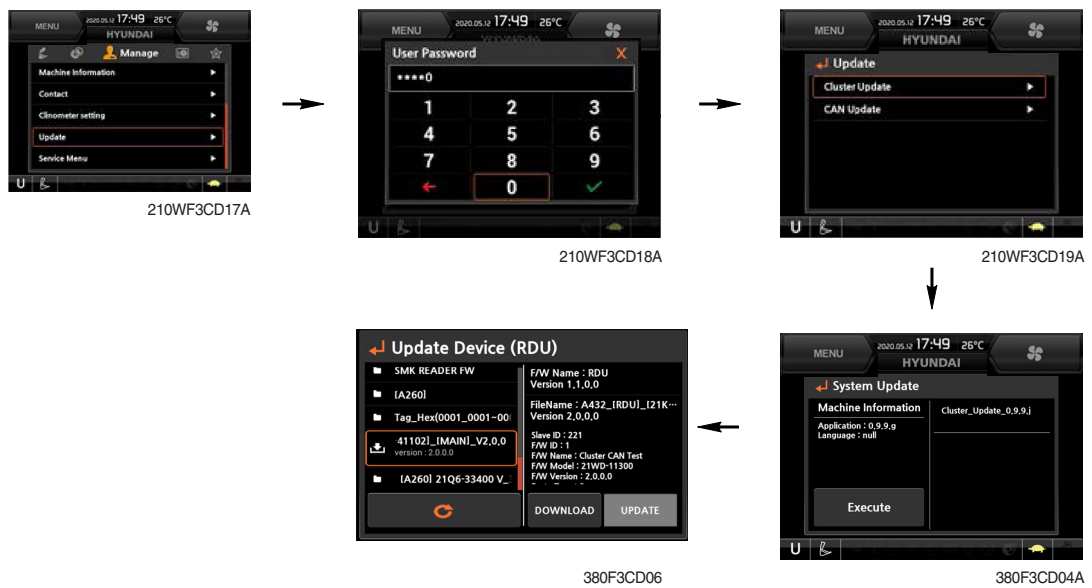 MENU
2020.05.12 17:49 26°C
HYUNDAI
Manage
Machine Information
Contact
Clinometer setting
Update
Service Menu
U
210WF3CD17A
MENU
2020.05.12 17:49 26°C
HYUNDAI
User Password
X
****0
1 2 3
4 5 6
7 8 9
0
U
210WF3CD18A
MENU
2020.05.12 17:49 26°C
HYUNDAI
Update
Cluster Update
CAN Update
U
210WF3CD19A
Update Device (RDU)
SMK READER FW
[A260]
Tag_Hex(0001_0001~00
41102]_[MAIN]_V2,0,0
version : 2.0.0.0
[A260] 21Q6-33400 V_
F/W Name : RDU
Version 1,1,0,0
FileName : A432_[RDU]_[21K···
Version 2,0,0,0
Slave ID : 221
F/W ID : 1
F/W Name : Cluster CAN Test
F/W Model : 21WD-11300
F/W Version : 2,0,0,0
DOWNLOAD
UPDATE
380F3CD06
MENU
2020.05.12 17:49 26°C
HYUNDAI
System Update
Machine Information
Application : 0,9,9,g
Language : null
Cluster_Update_0,9,9,j
Execute
U
380F3CD04A